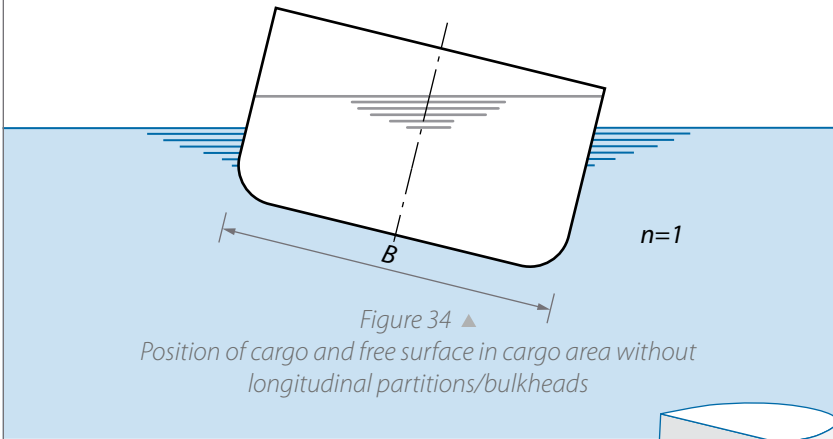 n=1
B
Figure 34 ▲
Position of cargo and free surface in cargo area without
longitudinal partitions/bulkheads